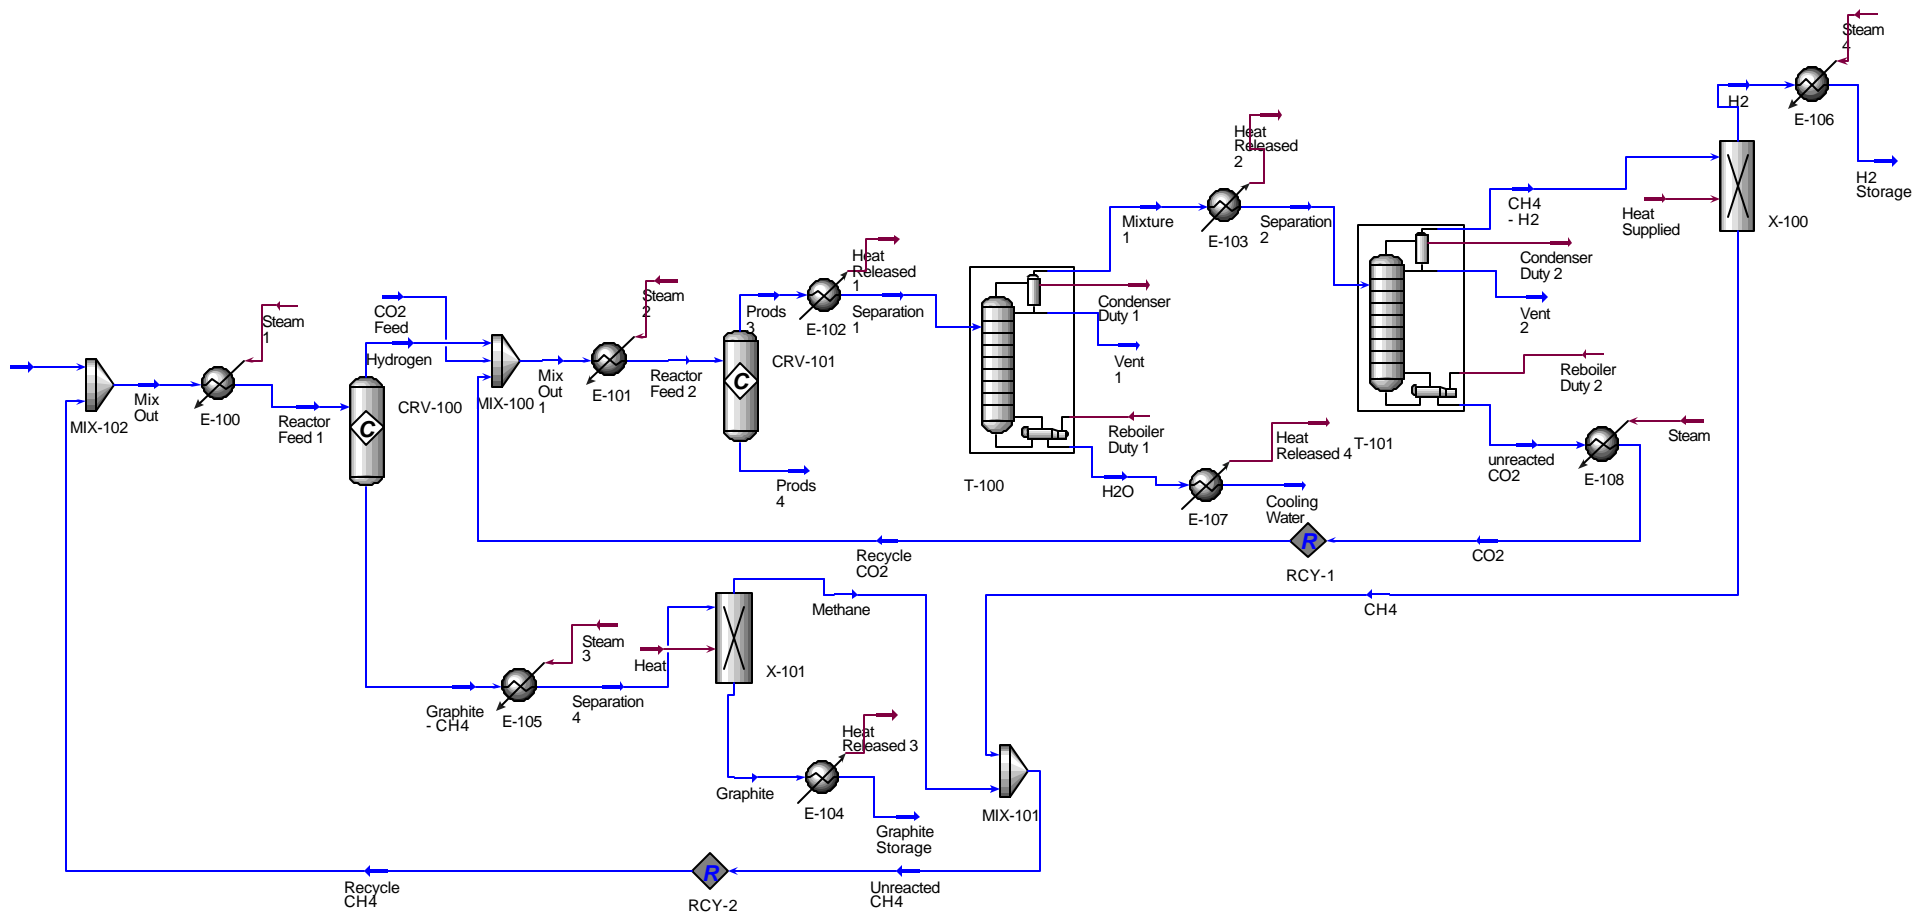 Steam
4
H2
E-106
H2
Storage
Heat
Released
2
CH4
- H2
Heat
Supplied
X-100
Mixture
1
E-103
Separation
2
Condenser
Duty 2
Vent
2
Reboiler
Duty 2
T-101
unreacted
CO2
Steam
E-108
Heat
Released
1
E-102
Separation
1
Condenser
Duty 1
Vent
1
Reboiler
Duty 1
T-100
H2O
Heat
Released 4
E-107
Cooling
Water
Steam
2
Prods
3
CRV-101
C
Prods
4
CO2
Feed
Hydrogen
MIX-100
Mix
Out
1
E-101
Reactor
Feed 2
Steam
1
Mix
Out
MIX-102
E-100
Reactor
Feed 1
CRV-100
C
Recycle
CO2
R
RCY-1
CO2
Methane
CH4
Steam
3
Heat
X-101
Graphite
- CH4
E-105
Separation
4
Heat
Released 3
Graphite
E-104
Graphite
Storage
MIX-101
Recycle
CH4
R
RCY-2
Unreacted
CH4